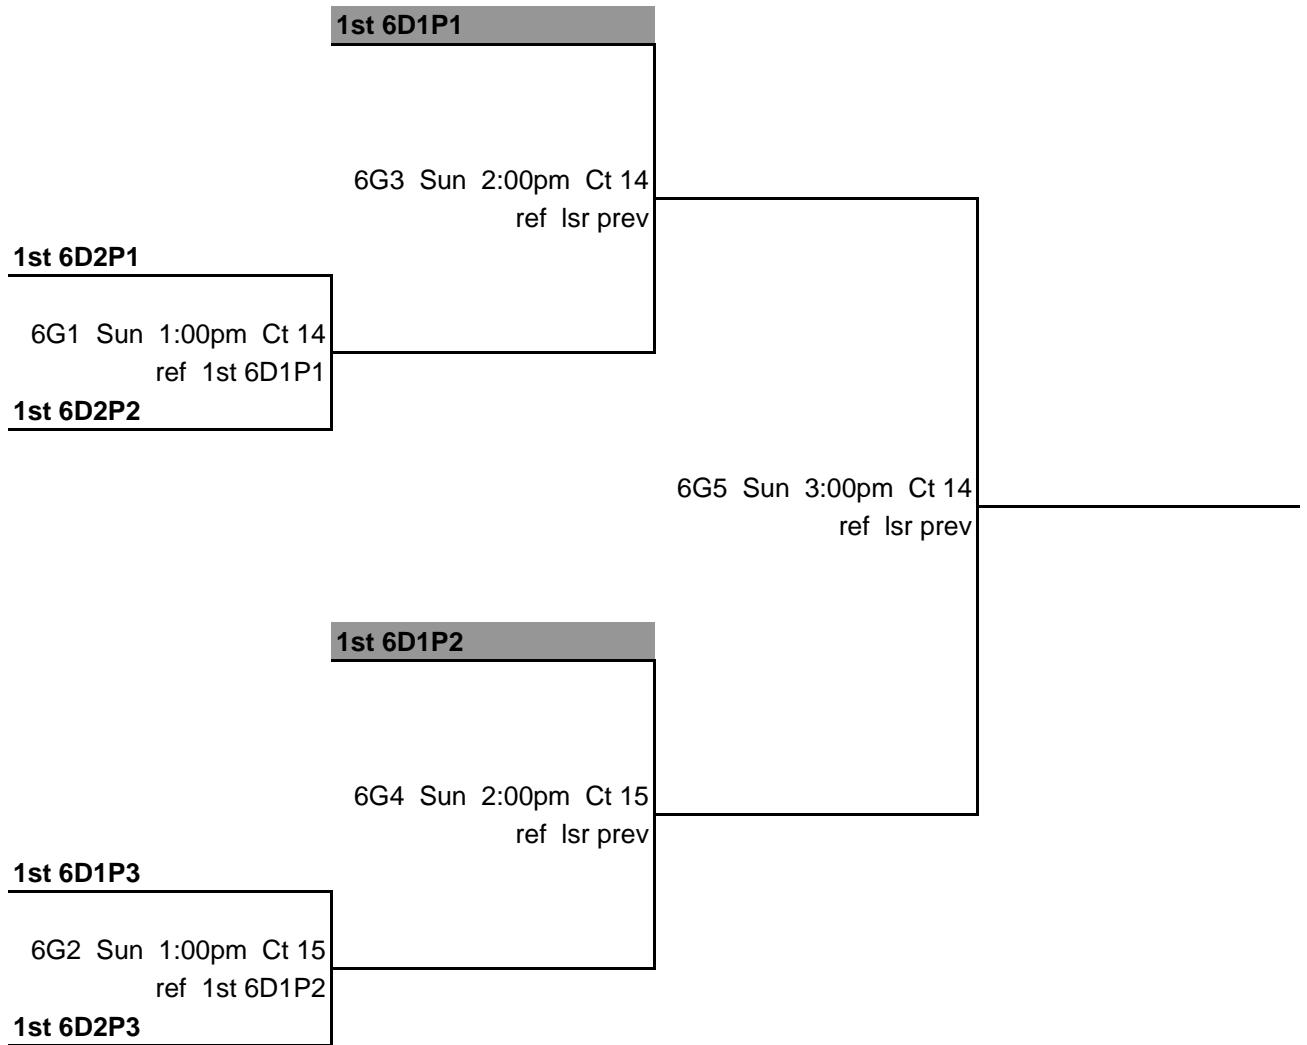 1st 6D1P1
6G3 Sun 2:00pm Ct 14
ref lsr prev
1st 6D2P1
6G1 Sun 1:00pm Ct 14
ref 1st 6D1P1
1st 6D2P2
6G5 Sun 3:00pm Ct 14
ref lsr prev
1st 6D1P2
6G4 Sun 2:00pm Ct 15
ref lsr prev
1st 6D1P3
6G2 Sun 1:00pm Ct 15
ref 1st 6D1P2
1st 6D2P3